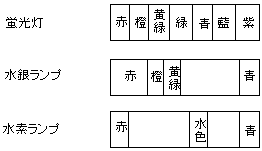 蛍光灯 赤 橙 黄緑 緑 青 藍 紫
水銀ランプ 赤 橙 黄緑 青
水素ランプ 赤 水色 青